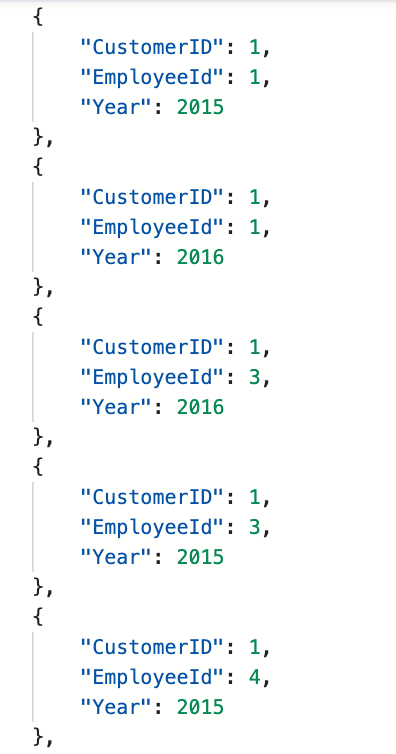 {
"CustomerID": 1,
"EmployeeId": 1,
"Year": 2015
},
{
"CustomerID": 1,
"EmployeeId": 1,
"Year": 2016
},
{
"CustomerID": 1,
"EmployeeId": 3,
"Year": 2016
},
{
"CustomerID": 1,
"EmployeeId": 3,
"Year": 2015
},
{
"CustomerID": 1,
"EmployeeId": 4,
"Year": 2015
},